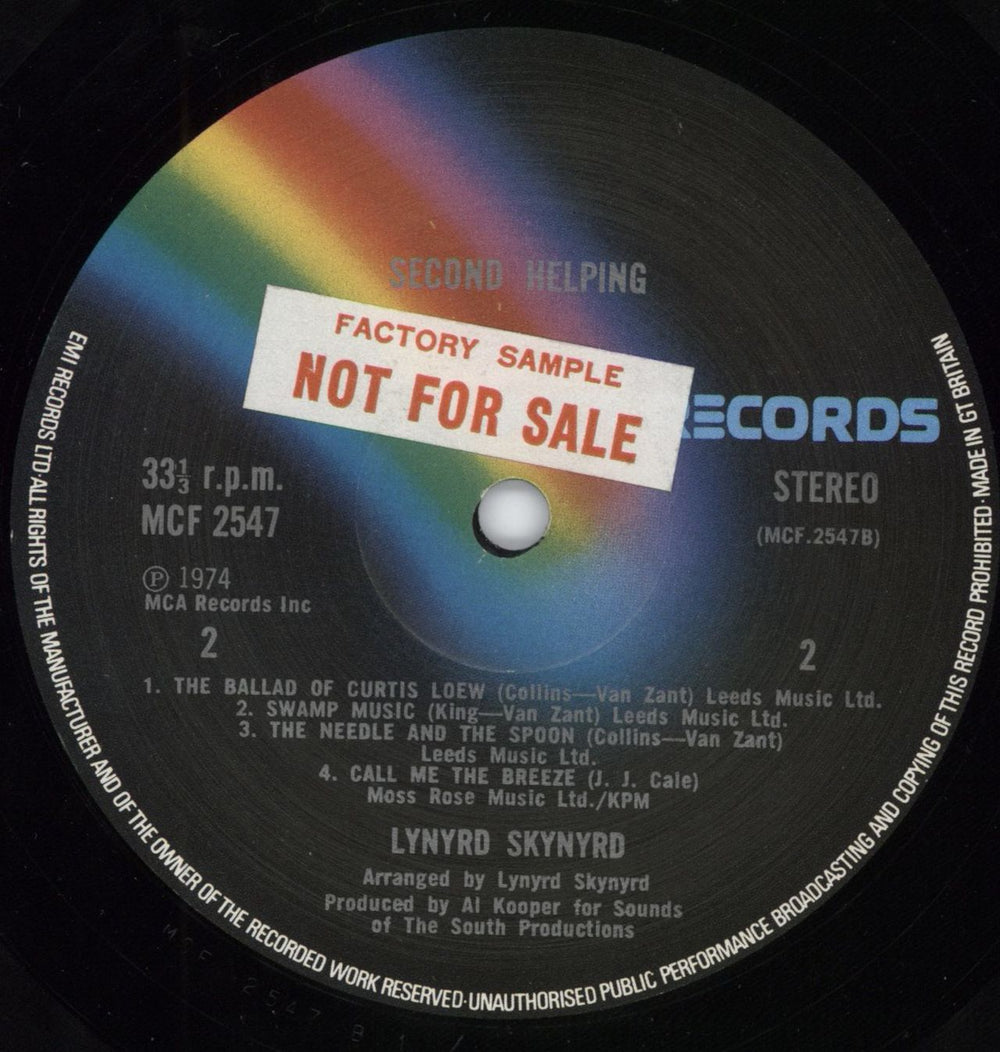 SECOND HELPING
FACTORY SAMPLE
NOT FOR SALE
RECORDS
33⅓ r.p.m.
MCF 2547
STEREO
(MCF.2547B)
Ⓟ 1974
MCA Records Inc
2
2
1. THE BALLAD OF CURTIS LOEW (Collins—Van Zant) Leeds Music Ltd.
2. SWAMP MUSIC (King—Van Zant) Leeds Music Ltd.
3. THE NEEDLE AND THE SPOON (Collins—Van Zant)
Leeds Music Ltd.
4. CALL ME THE BREEZE (J. J. Cale)
Moss Rose Music Ltd./KPM
LYNYRD SKYNYRD
Arranged by Lynyrd Skynyrd
Produced by Al Kooper for Sounds
of The South Productions
EMI RECORDS LTD·ALL RIGHTS OF THE MANUFACTURER AND OF THE OWNER OF THE RECORDED WORK RESERVED·UNAUTHORISED PUBLIC PERFORMANCE BROADCASTING AND COPYING OF THIS RECORD PROHIBITED·MADE IN GT BRITAIN
MCF 2547 B